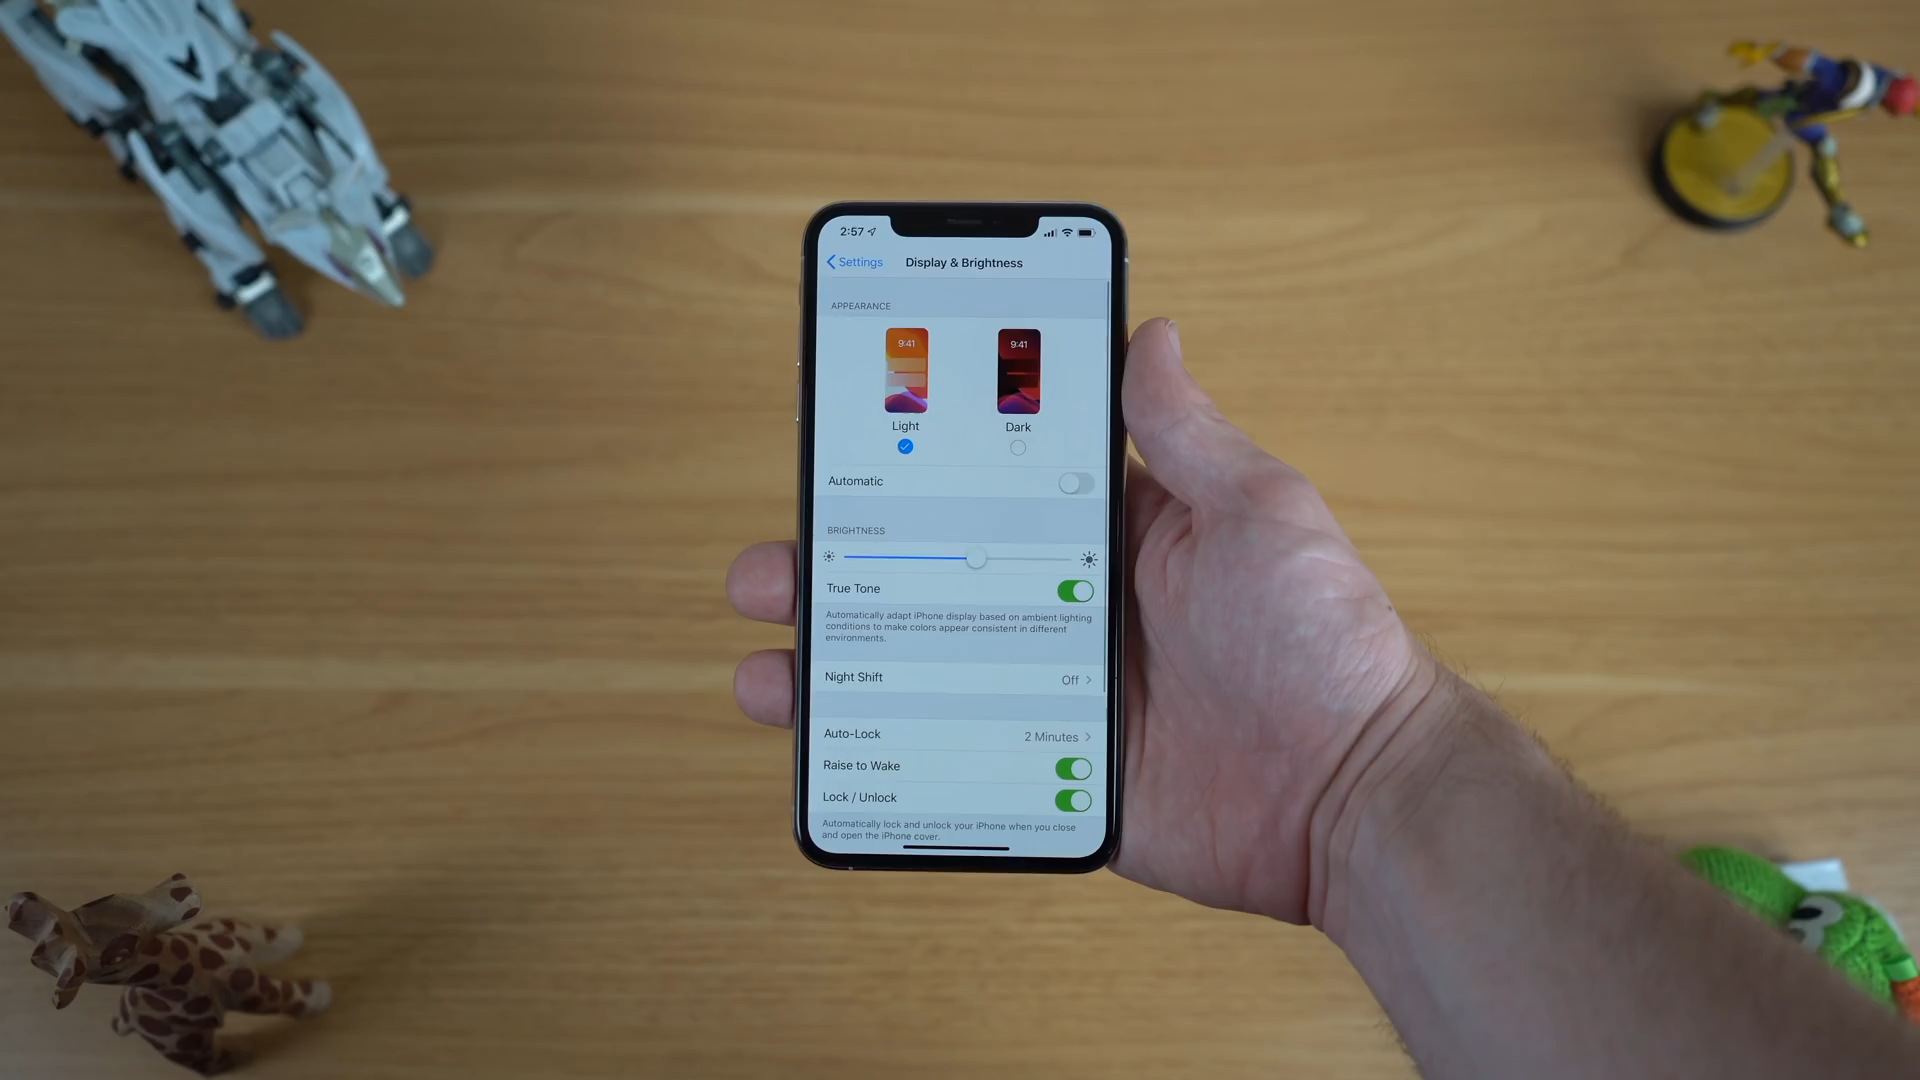 2:57
Settings
Display & Brightness
APPEARANCE
9:41
9:41
Light
Dark
Automatic
BRIGHTNESS
True Tone
Automatically adapt iPhone display based on ambient lighting
conditions to make colors appear consistent in different
environments.
Night Shift
Off
Auto-Lock
2 Minutes
Raise to Wake
Lock / Unlock
Automatically lock and unlock your iPhone when you close
and open the iPhone cover.